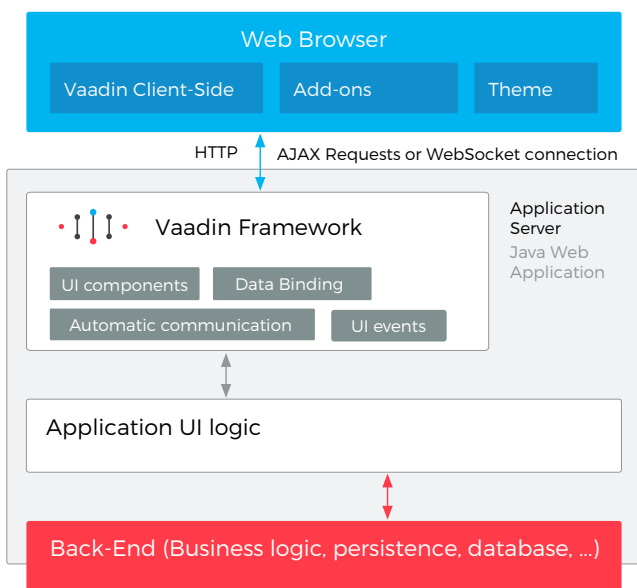 Web Browser
Vaadin Client-Side
Add-ons
Theme
HTTP
AJAX Requests or WebSocket connection
Vaadin Framework
Application
Server
Java Web
Application
UI components
Data Binding
Automatic communication
UI events
Application UI logic
Back-End (Business logic, persistence, database, ...)